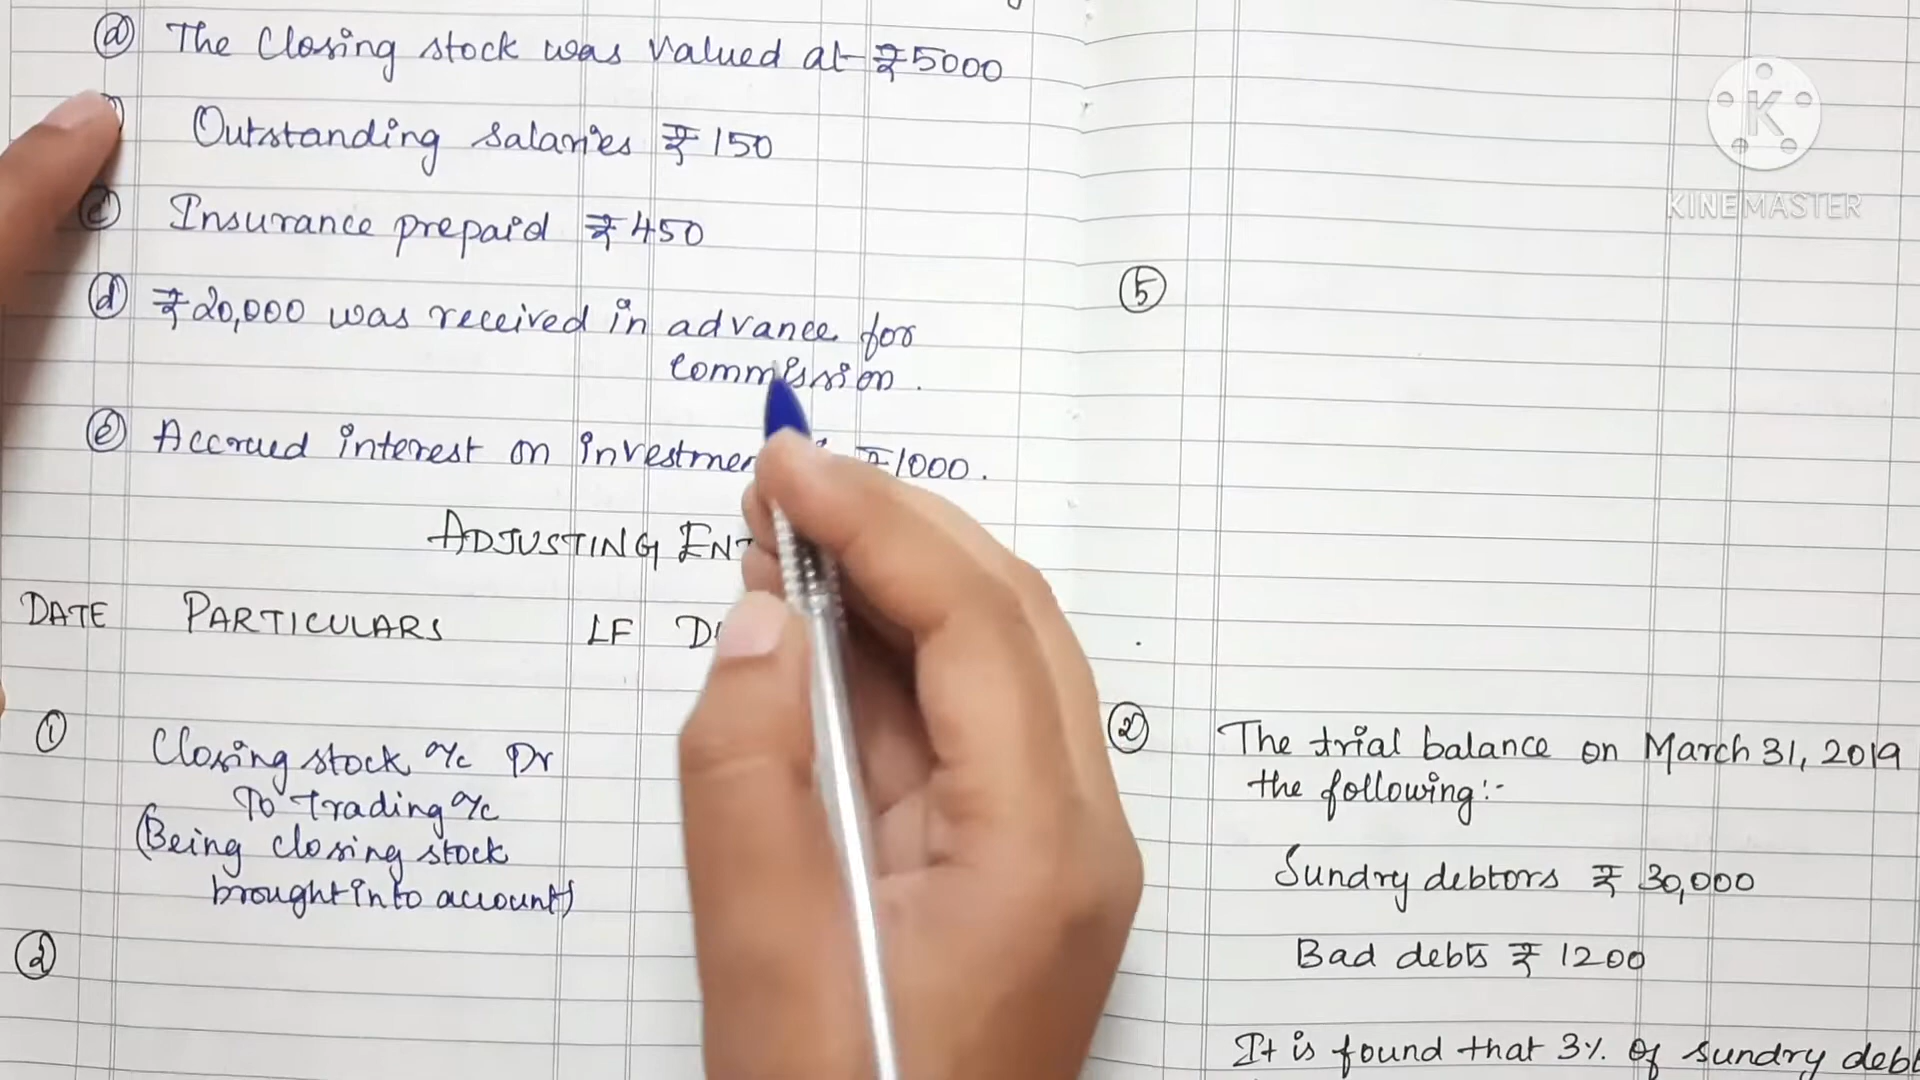 a The Closing stock was valued at ₹5000
Outstanding salaries ₹ 150
c Insurance prepaid ₹ 450
d ₹20,000 was received in advance for
commission.
e Accrued interest on ₹1000.
ADJUSTING
DATE PARTICULARS LF
1 Closing stock a/c Dr
To Trading a/c
(Being closing stock
brought into account)
2
K
KINEMASTER
5
2 The trial balance on March 31, 2019
the following:-
Sundry debtors ₹ 30,000
Bad debts ₹ 1200
It is found that 3% of sundry